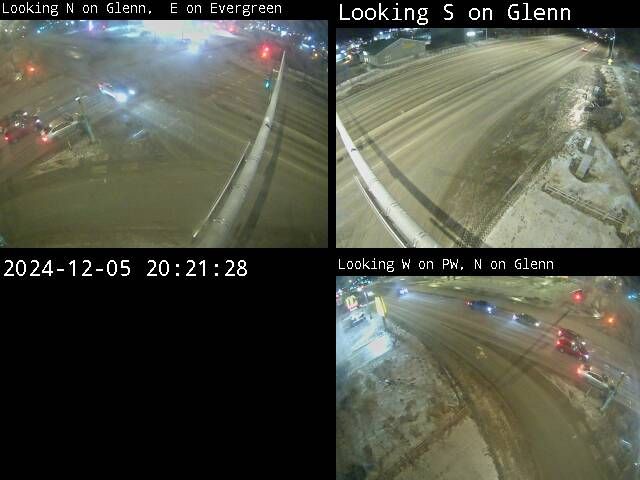 Looking N on Glenn,  E on Evergreen
Looking S on Glenn
2024-12-05 20:21:28
Looking W on PW, N on Glenn